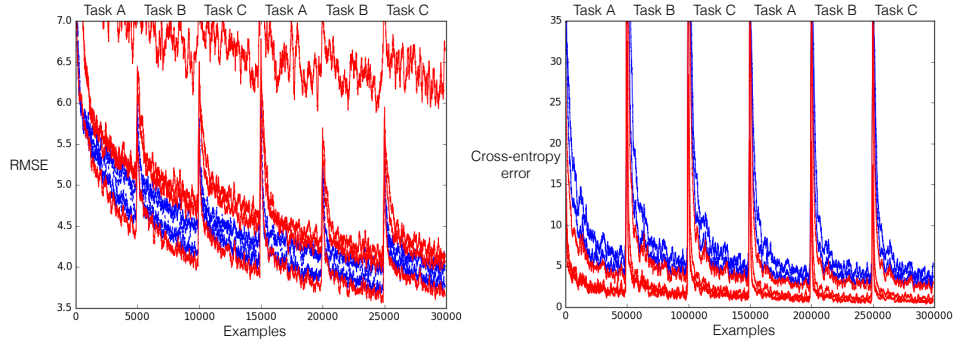 Task A Task B Task C Task A Task B Task C
7.0
6.5
6.0
5.5
5.0
4.5
4.0
3.5
RMSE
0 5000 10000 15000 20000 25000 30000
Examples
Task A Task B Task C Task A Task B Task C
35
30
25
20
15
10
5
0
Cross-entropy
error
0 50000 100000 150000 200000 250000 300000
Examples